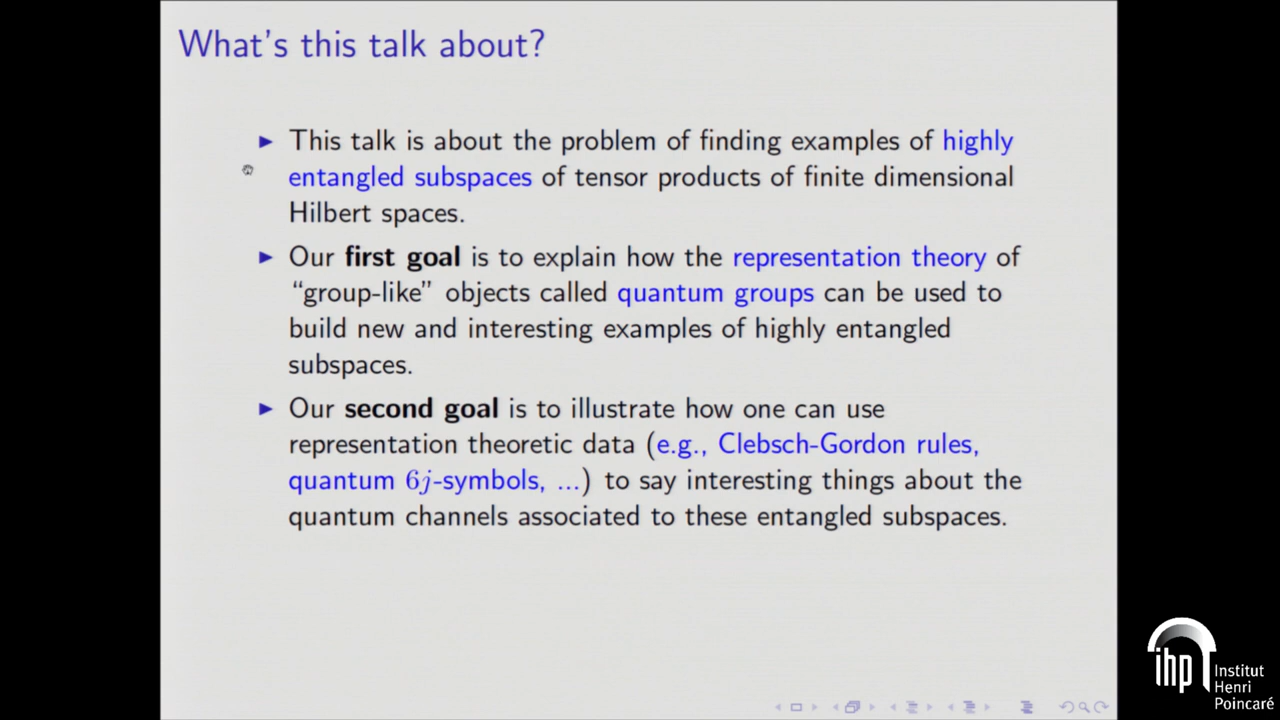 What's this talk about?
▶ This talk is about the problem of finding examples of highly
entangled subspaces of tensor products of finite dimensional
Hilbert spaces.
▶ Our first goal is to explain how the representation theory of
“group-like” objects called quantum groups can be used to
build new and interesting examples of highly entangled
subspaces.
▶ Our second goal is to illustrate how one can use
representation theoretic data (e.g., Clebsch-Gordon rules,
quantum 6j-symbols, ...) to say interesting things about the
quantum channels associated to these entangled subspaces.
ihp
Institut
Henri
Poincaré